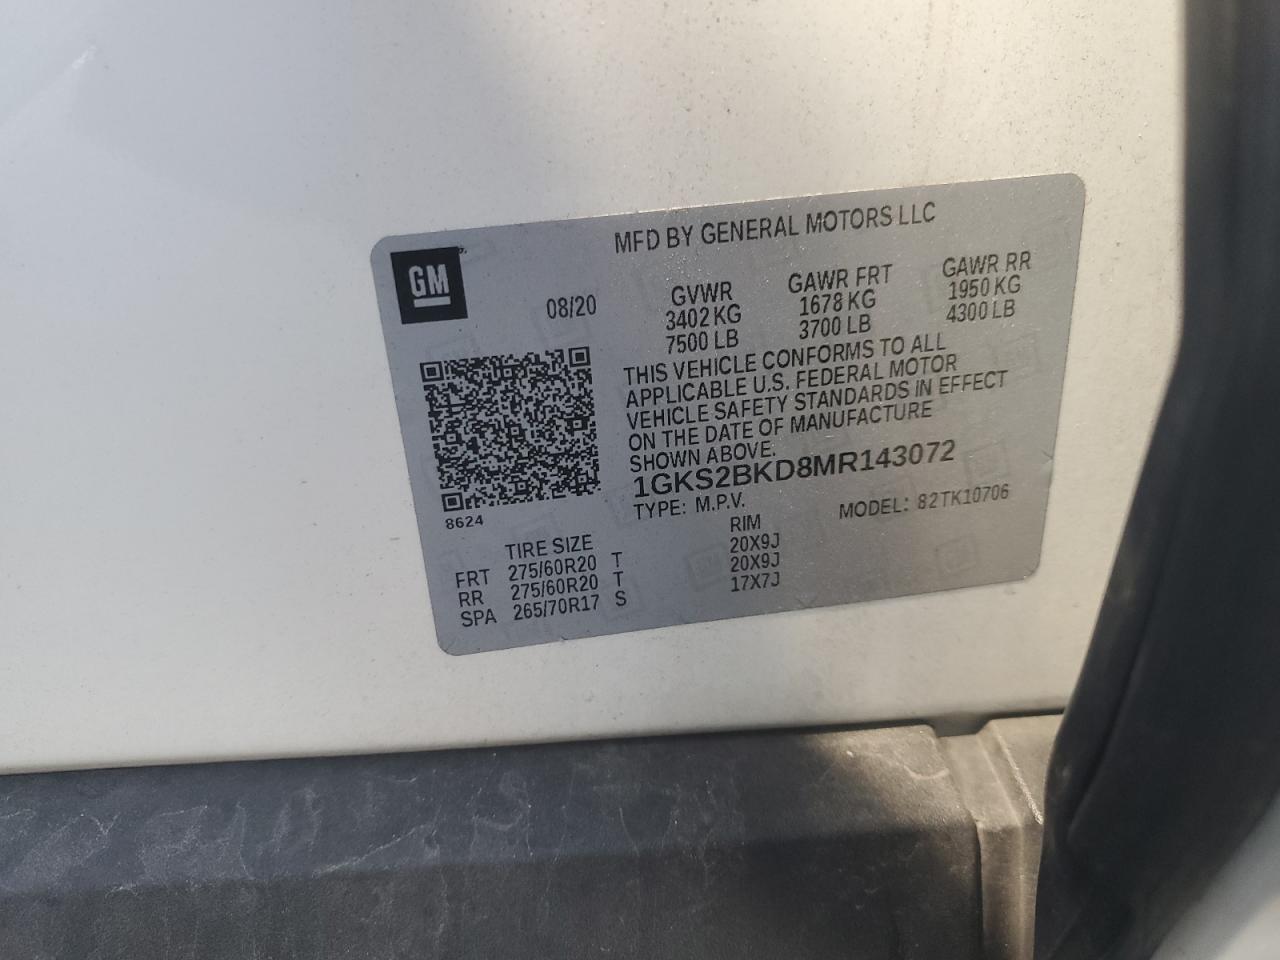 MFD BY GENERAL MOTORS LLC
GM
08/20
GVWR GAWR FRT GAWR RR
3402 KG 1678 KG 1950 KG
7500 LB 3700 LB 4300 LB
THIS VEHICLE CONFORMS TO ALL
APPLICABLE U.S. FEDERAL MOTOR
VEHICLE SAFETY STANDARDS IN EFFECT
ON THE DATE OF MANUFACTURE
SHOWN ABOVE.
1GKS2BKD8MR143072
TYPE: M.P.V. MODEL: 82TK10706
8624
TIRE SIZE RIM
FRT 275/60R20 T 20X9J
RR 275/60R20 T 20X9J
SPA 265/70R17 S 17X7J